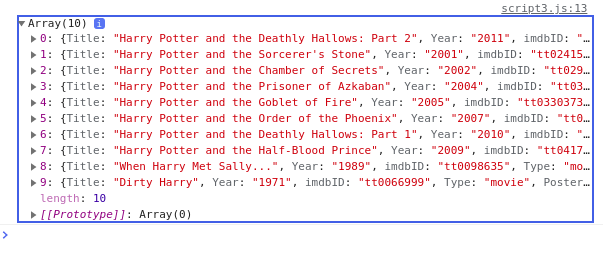 script3.js:13
Array(10) i
0: {Title: "Harry Potter and the Deathly Hallows: Part 2", Year: "2011", imdbID: "…
1: {Title: "Harry Potter and the Sorcerer's Stone", Year: "2001", imdbID: "tt02415…
2: {Title: "Harry Potter and the Chamber of Secrets", Year: "2002", imdbID: "tt029…
3: {Title: "Harry Potter and the Prisoner of Azkaban", Year: "2004", imdbID: "tt03…
4: {Title: "Harry Potter and the Goblet of Fire", Year: "2005", imdbID: "tt0330373…
5: {Title: "Harry Potter and the Order of the Phoenix", Year: "2007", imdbID: "tt0…
6: {Title: "Harry Potter and the Deathly Hallows: Part 1", Year: "2010", imdbID: "…
7: {Title: "Harry Potter and the Half-Blood Prince", Year: "2009", imdbID: "tt0417…
8: {Title: "When Harry Met Sally...", Year: "1989", imdbID: "tt0098635", Type: "mo…
9: {Title: "Dirty Harry", Year: "1971", imdbID: "tt0066999", Type: "movie", Poster…
length: 10
[[Prototype]]: Array(0)